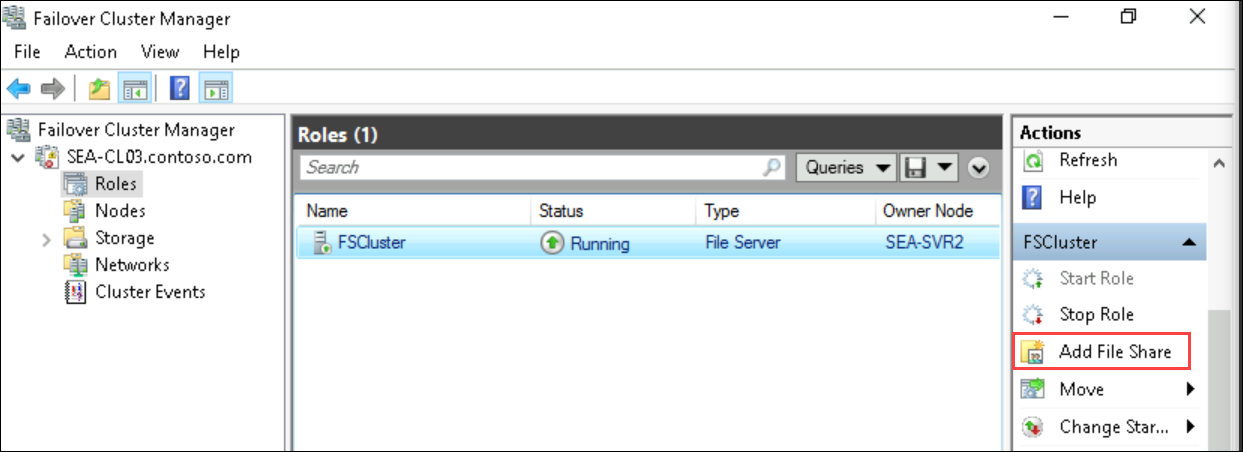 Failover Cluster Manager
File Action View Help
Failover Cluster Manager
SEA-CL03.contoso.com
Roles
Nodes
Storage
Networks
Cluster Events
Roles (1)
Search
Queries
Name Status Type Owner Node
FSCluster Running File Server SEA-SVR2
Actions
Refresh
Help
FSCluster
Start Role
Stop Role
Add File Share
Move
Change Star...